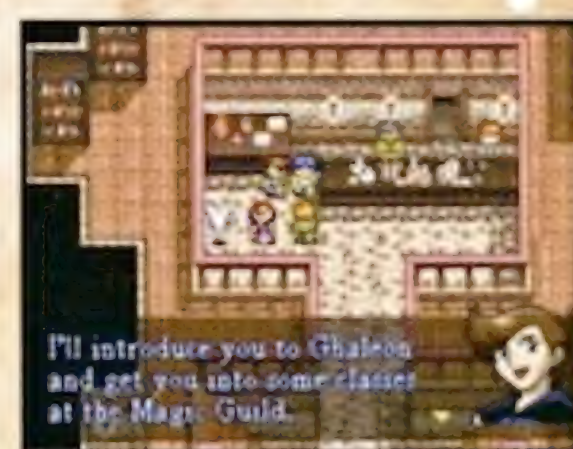 I'll introduce you to Ghaleon
and get you into some classes
at the Magic Guild.